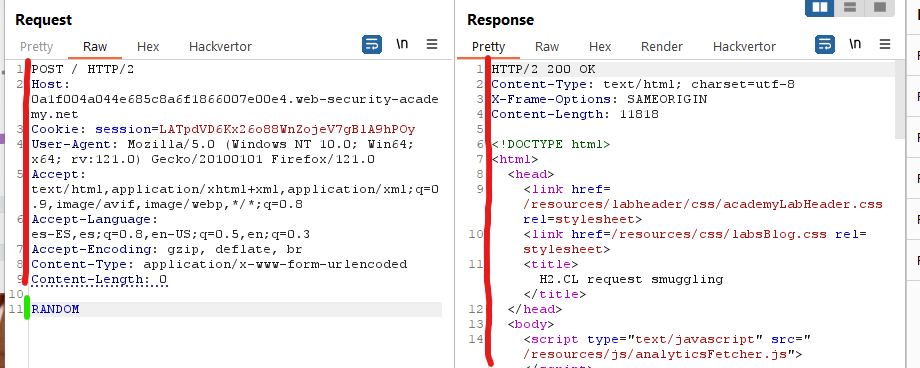 Request
Pretty Raw Hex Hackvertor \n
1 POST / HTTP/2
2 Host:
0a1f004a044e685c8a6f1866007e00e4.web-security-acade
my.net
3 Cookie: session=LATpdVD6Kx26o88WnZojeV7gBlA9hPOy
4 User-Agent: Mozilla/5.0 (Windows NT 10.0; Win64;
x64; rv:121.0) Gecko/20100101 Firefox/121.0
5 Accept:
text/html,application/xhtml+xml,application/xml;q=0
.9,image/avif,image/webp,*/*;q=0.8
6 Accept-Language:
es-ES,es;q=0.8,en-US;q=0.5,en;q=0.3
7 Accept-Encoding: gzip, deflate, br
8 Content-Type: application/x-www-form-urlencoded
9 Content-Length: 0
10
11 RANDOM
Response
Pretty Raw Hex Render Hackvertor \n
1 HTTP/2 200 OK
2 Content-Type: text/html; charset=utf-8
3 X-Frame-Options: SAMEORIGIN
4 Content-Length: 11818
5
6 <!DOCTYPE html>
7 <html>
8 <head>
9 <link href=
/resources/labheader/css/academyLabHeader.css
rel=stylesheet>
10 <link href=/resources/css/labsBlog.css rel=
stylesheet>
11 <title>
H2.CL request smuggling
</title>
12 </head>
13 <body>
14 <script type="text/javascript" src="
/resources/js/analyticsFetcher.js">